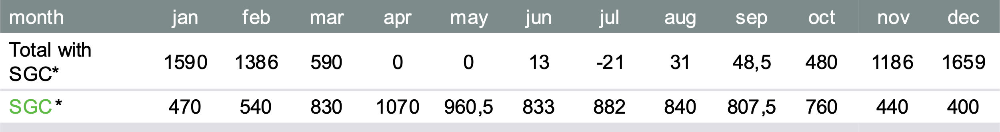 month jan feb mar apr may jun jul aug sep oct nov dec
Total with
SGC* 1590 1386 590 0 0 13 -21 31 48,5 480 1186 1659
SGC* 470 540 830 1070 960,5 833 882 840 807,5 760 440 400